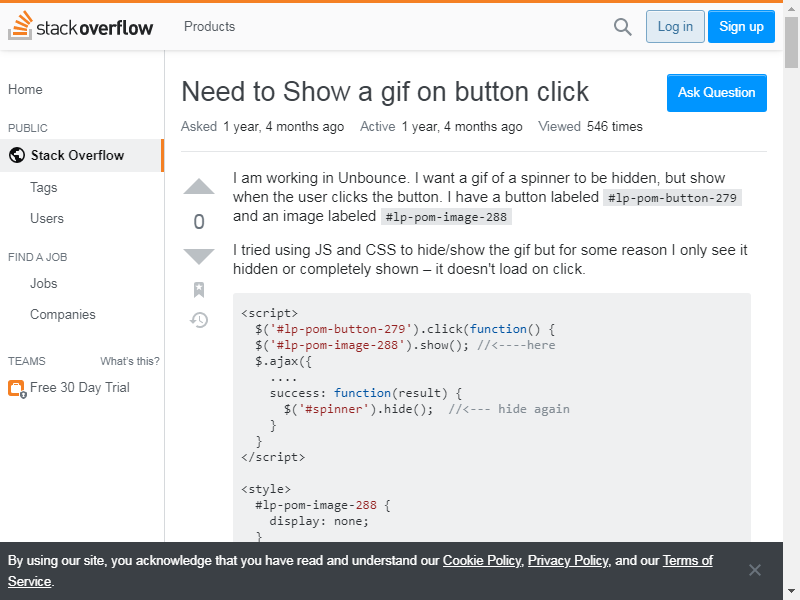 stackoverflow
Products
Log in
Sign up
Home
PUBLIC
Stack Overflow
Tags
Users
FIND A JOB
Jobs
Companies
TEAMS
What's this?
Free 30 Day Trial
Need to Show a gif on button click
Ask Question
Asked 1 year, 4 months ago Active 1 year, 4 months ago Viewed 546 times
0
I am working in Unbounce. I want a gif of a spinner to be hidden, but show
when the user clicks the button. I have a button labeled #lp-pom-button-279
and an image labeled #lp-pom-image-288
I tried using JS and CSS to hide/show the gif but for some reason I only see it
hidden or completely shown – it doesn't load on click.
<script>
  $('#lp-pom-button-279').click(function() {
  $('#lp-pom-image-288').show(); //<----here
  $.ajax({
    ....
    success: function(result) {
      $('#spinner').hide();  //<--- hide again
    }
  }
</script>
<style>
  #lp-pom-image-288 {
    display: none;
  }
By using our site, you acknowledge that you have read and understand our Cookie Policy, Privacy Policy, and our Terms of
Service.